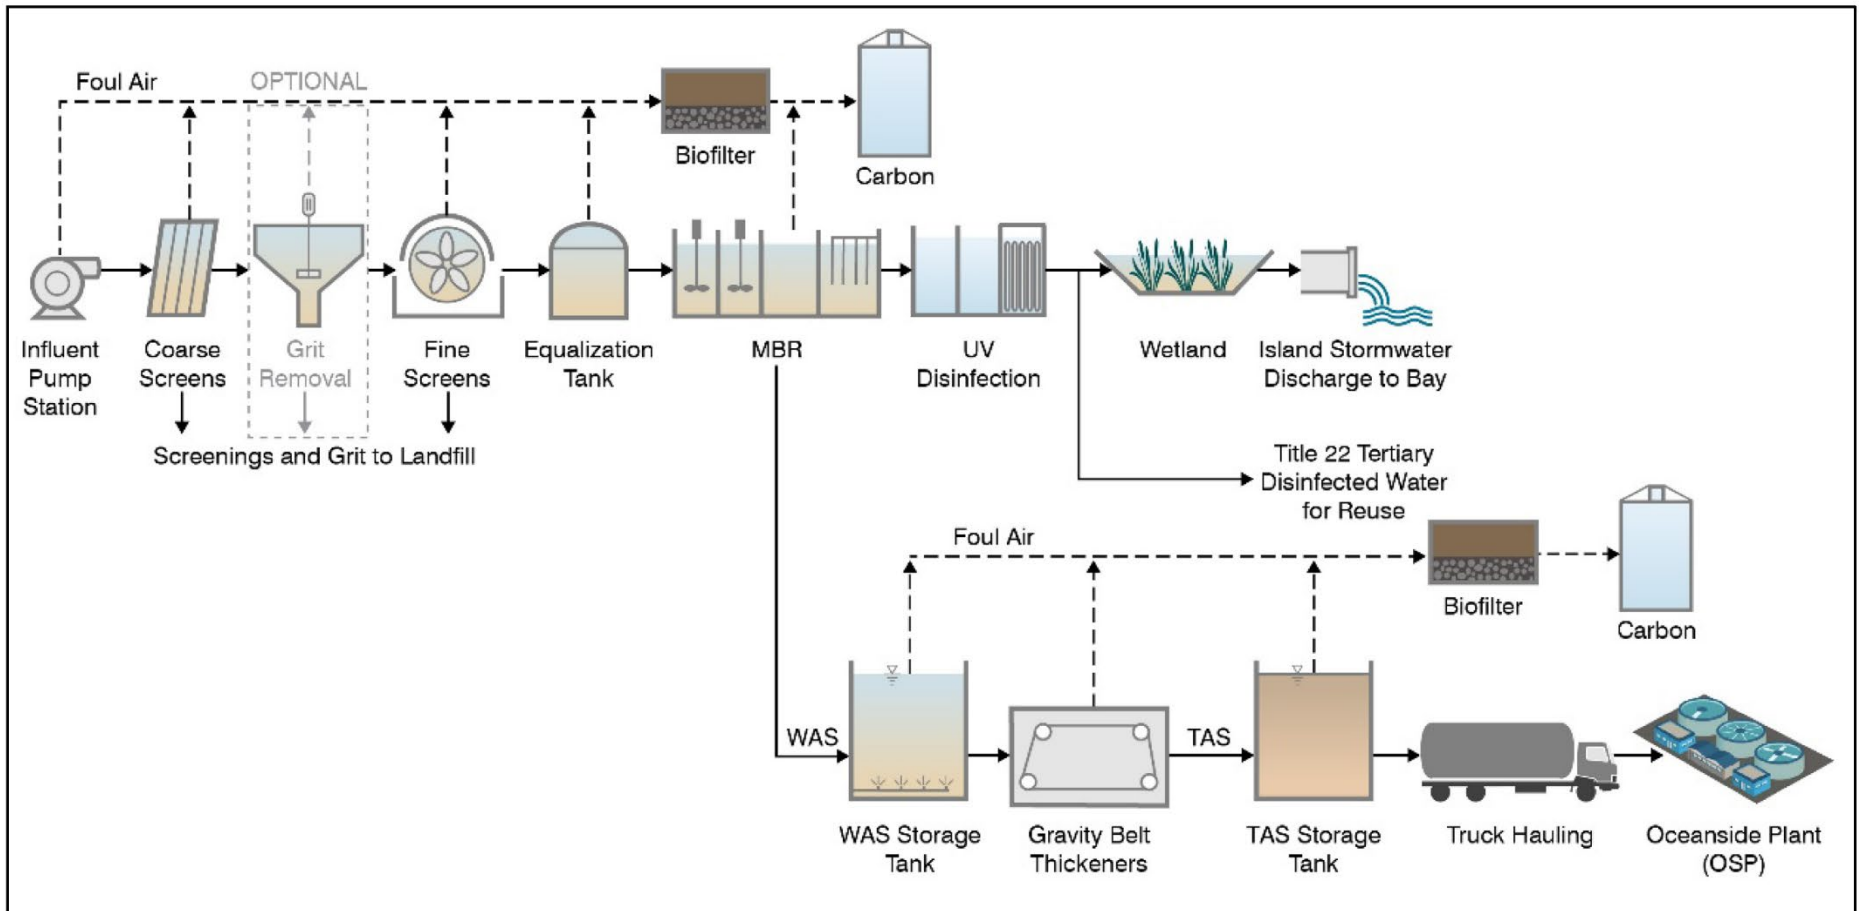 Foul Air
OPTIONAL
Biofilter
Carbon
Influent
Pump
Station
Coarse
Screens
Grit
Removal
Fine
Screens
Equalization
Tank
MBR
UV
Disinfection
Wetland
Island Stormwater
Discharge to Bay
Screenings and Grit to Landfill
Title 22 Tertiary
Disinfected Water
for Reuse
Foul Air
Biofilter
Carbon
WAS
TAS
WAS Storage
Tank
Gravity Belt
Thickeners
TAS Storage
Tank
Truck Hauling
Oceanside Plant
(OSP)